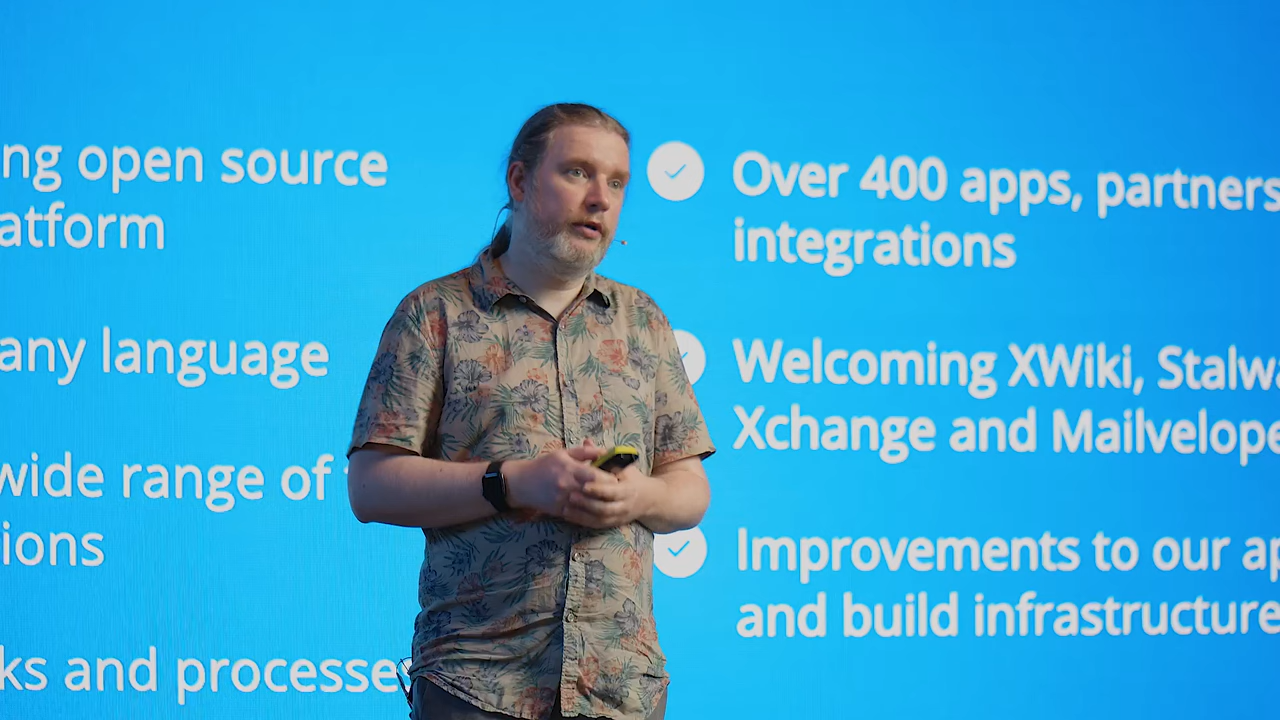 ng open source
atform
any language
wide range of
ions
ks and processe
Over 400 apps, partners
integrations
Welcoming XWiki, Stalwa
Xchange and Mailvelope
Improvements to our ap
and build infrastructure